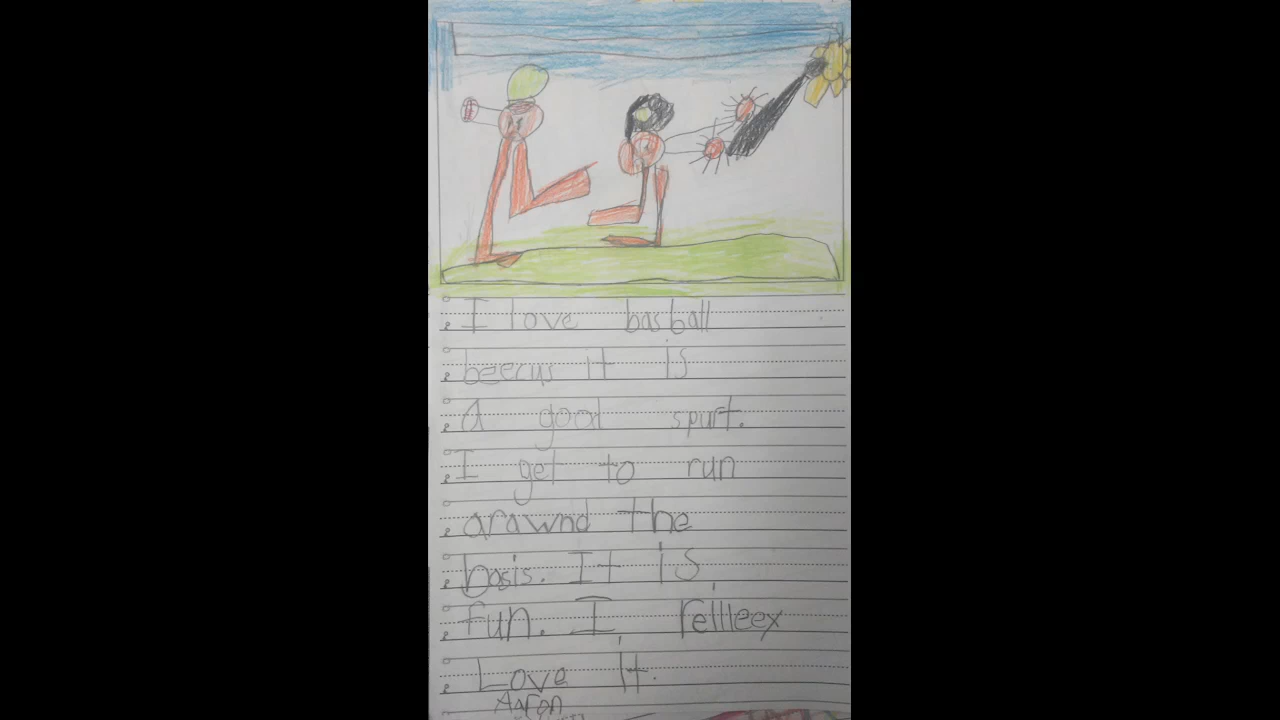 I love basball
beecus it is
A good spurt.
I get to run
arawnd the
basis. It is
fun. I relleex
Love it.
Aaron